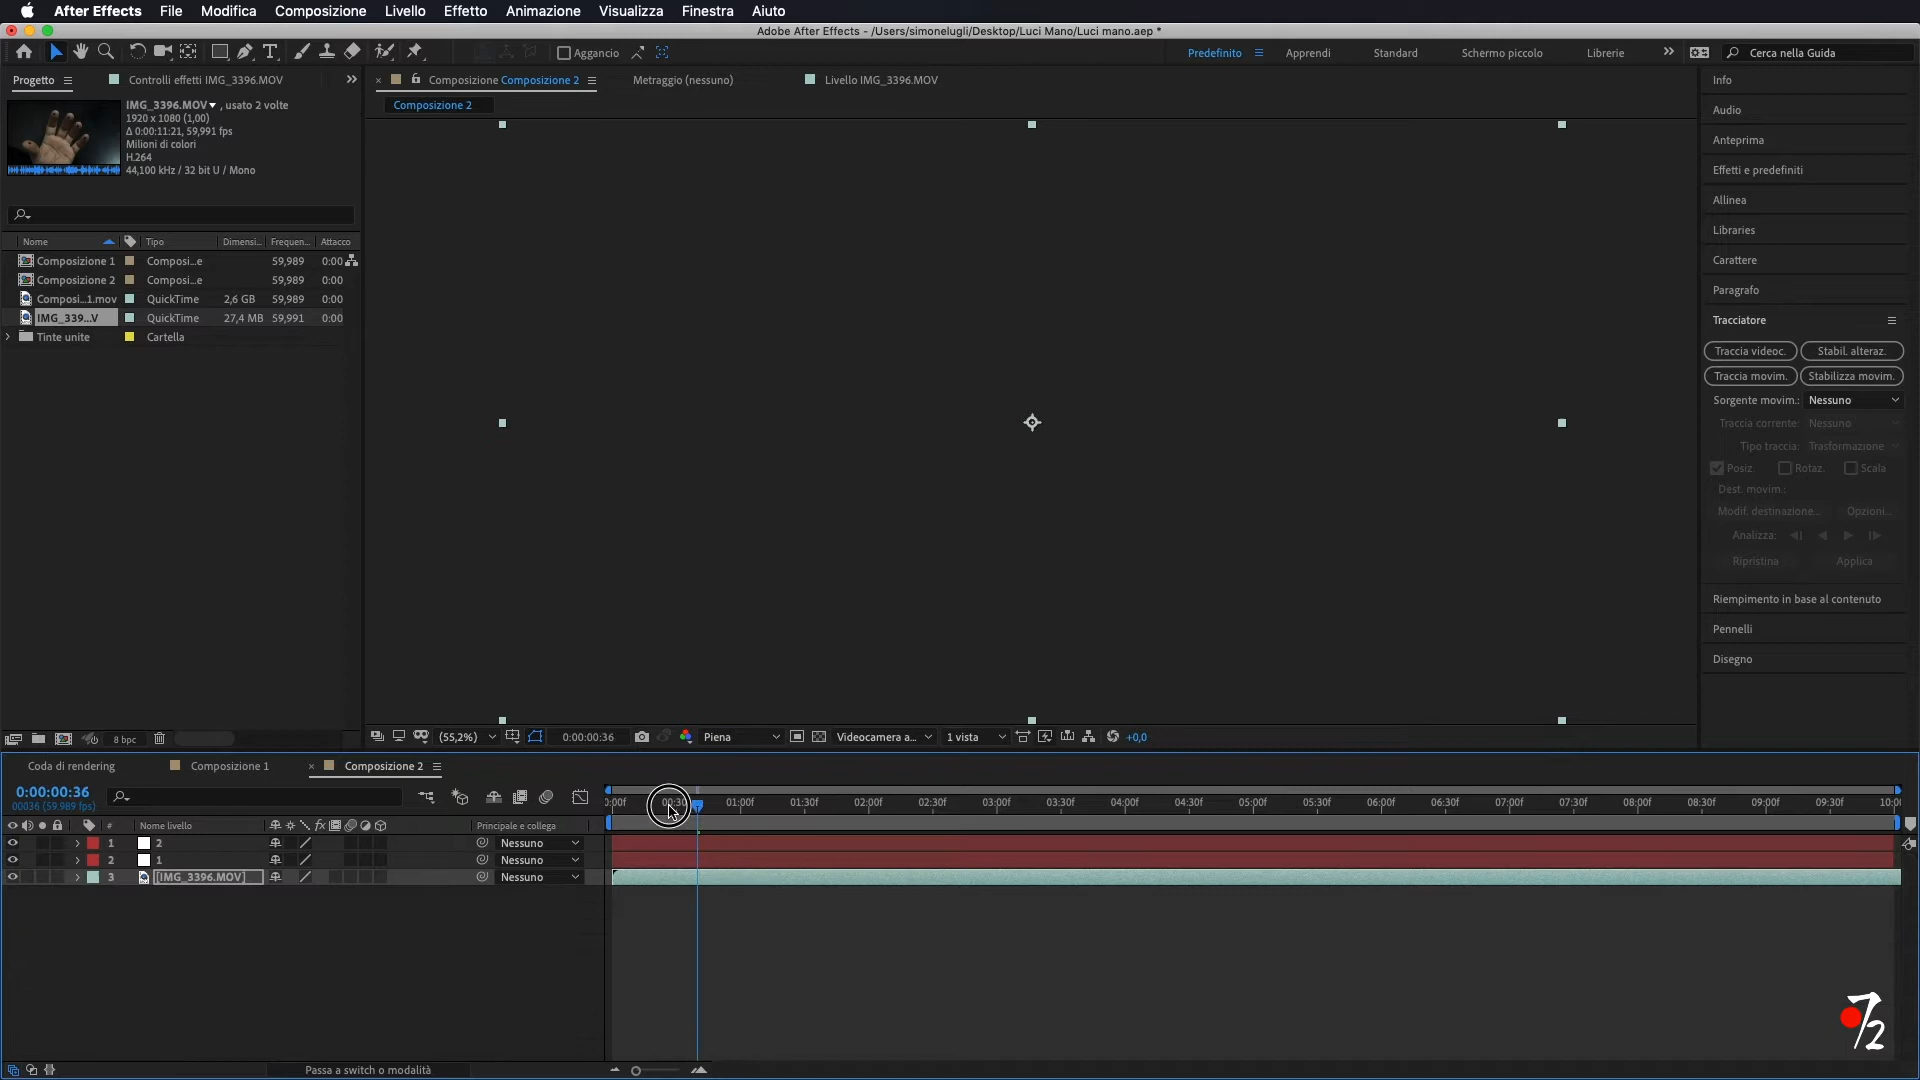 After Effects File Modifica Composizione Livello Effetto Animazione Visualizza Finestra Aiuto
Adobe After Effects - /Users/simonelugli/Desktop/Luci Mano/Luci mano.aep *
Aggancio Predefinito Apprendi Standard Schermo piccolo Librerie Cerca nella Guida
Progetto Controlli effetti IMG_3396.MOV Composizione Composizione 2 Metraggio (nessuno) Livello IMG_3396.MOV
Composizione 2
IMG_3396.MOV, usato 2 volte
1920 x 1080 (1,00)
Δ 0:00:11:21, 59,991 fps
Milioni di colori
H.264
44,100 kHz / 32 bit U / Mono
Nome Tipo Dimensi... Frequen... Attacco
Composizione 1 Composi...e 59,989 0:00
Composizione 2 Composi...e 59,989 0:00
Composi...1.mov QuickTime 2,6 GB 59,989 0:00
IMG_339...V QuickTime 27,4 MB 59,991 0:00
Tinte unite Cartella
8 bpc
(55,2%) 0:00:00:36 Piena Videocamera a... 1 vista +0,0
Info
Audio
Anteprima
Effetti e predefiniti
Allinea
Libraries
Carattere
Paragrafo
Tracciatore
Traccia videoc. Stabil. alteraz.
Traccia movim. Stabilizza movim.
Sorgente movim.: Nessuno
Traccia corrente: Nessuno
Tipo traccia: Trasformazione
Posiz. Rotaz. Scala
Dest. movim.:
Modif. destinazione... Opzioni...
Analizza:
Ripristina Applica
Riempimento in base al contenuto
Pennelli
Disegno
Coda di rendering Composizione 1 Composizione 2
0:00:00:36
00036 (59.989 fps)
00:30f 01:00f 01:30f 02:00f 02:30f 03:00f 03:30f 04:00f 04:30f 05:00f 05:30f 06:00f 06:30f 07:00f 07:30f 08:00f 08:30f 09:00f 09:30f
# Nome livello fx Principale e collega
1 2 Nessuno
2 1 Nessuno
3 [IMG_3396.MOV] Nessuno
Passa a switch o modalità
7/2